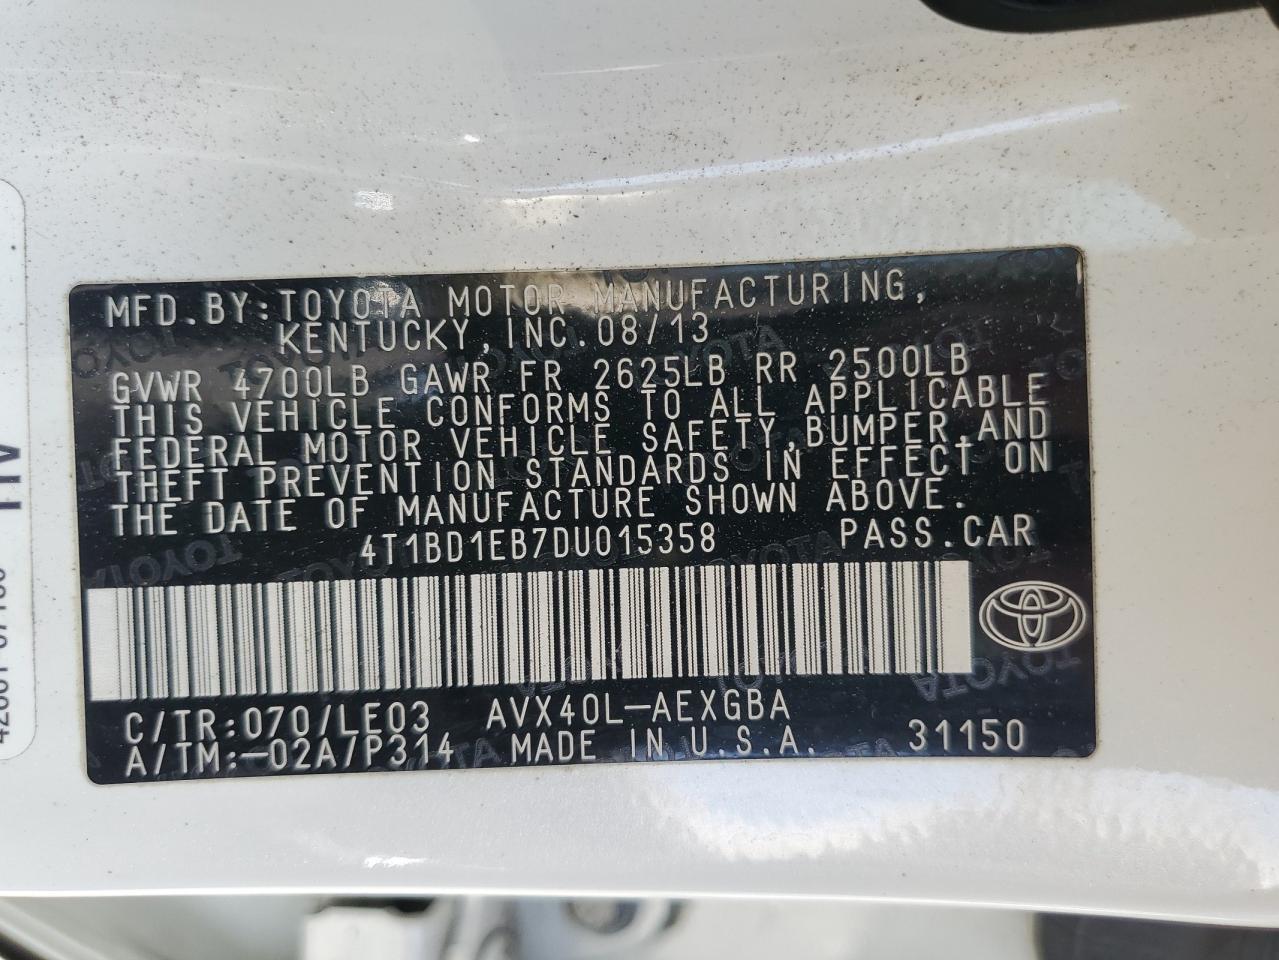 MFD.BY:TOYOTA MOTOR MANUFACTURING,
KENTUCKY,INC.08/13
GVWR 4700LB GAWR FR 2625LB RR 2500LB
THIS VEHICLE CONFORMS TO ALL APPLICABLE
FEDERAL MOTOR VEHICLE SAFETY,BUMPER,AND
THEFT PREVENTION STANDARDS IN EFFECT ON
THE DATE OF MANUFACTURE SHOWN ABOVE.
4T1BD1EB7DU015358 PASS.CAR
C/TR:070/LE03 AVX40L-AEXGBA
A/TM:-02A/P314 MADE IN U.S.A. 31150
TOYOTA